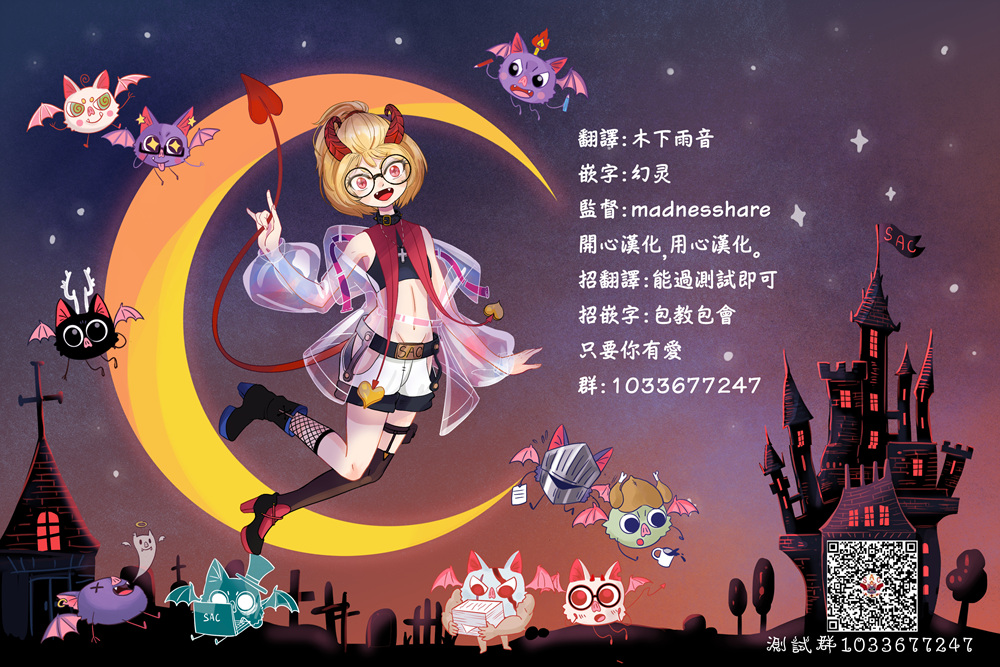 翻譯:木下雨音
嵌字:幻灵
監督:madnesshare
開心漢化,用心漢化。
招翻譯:能過測試即可
招嵌字:包教包會
只要你有愛
群:1033677247
SAC
SAC
SAC
測試群1033677247